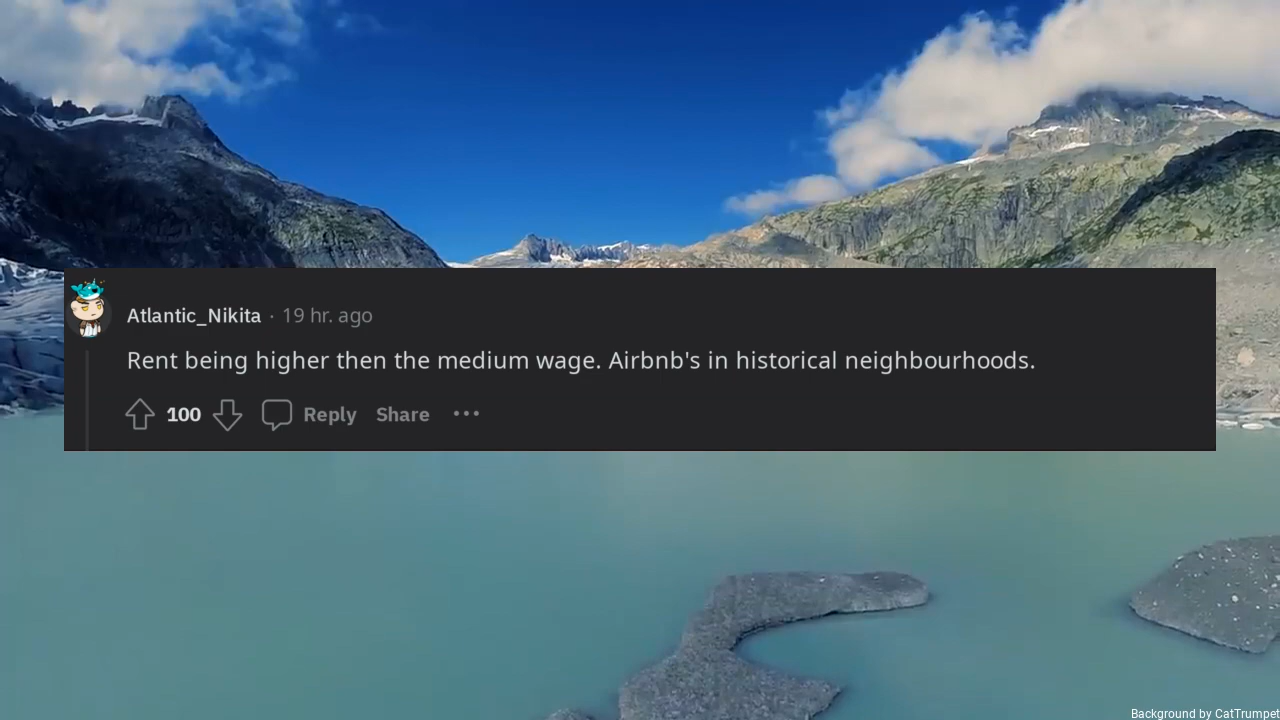 Atlantic_Nikita · 19 hr. ago
Rent being higher then the medium wage. Airbnb's in historical neighbourhoods.
100 Reply Share ···
Background by CatTrumpet